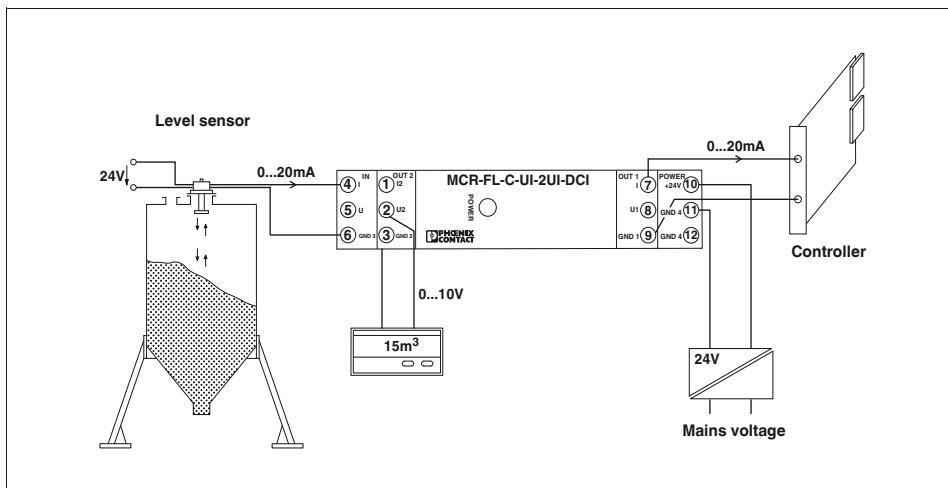 Level sensor
24V
0...20mA
IN
OUT 2
4 I
1 I2
5 U
2 U2
6 GND 3
3 GND 2
MCR-FL-C-UI-2UI-DCI
POWER
PHŒNIX
CONTACT
OUT 1
POWER
I 7
+24V 10
U1 8
GND 4 11
GND 1 9
GND 4 12
0...20mA
Controller
0...10V
15m³
24V
Mains voltage